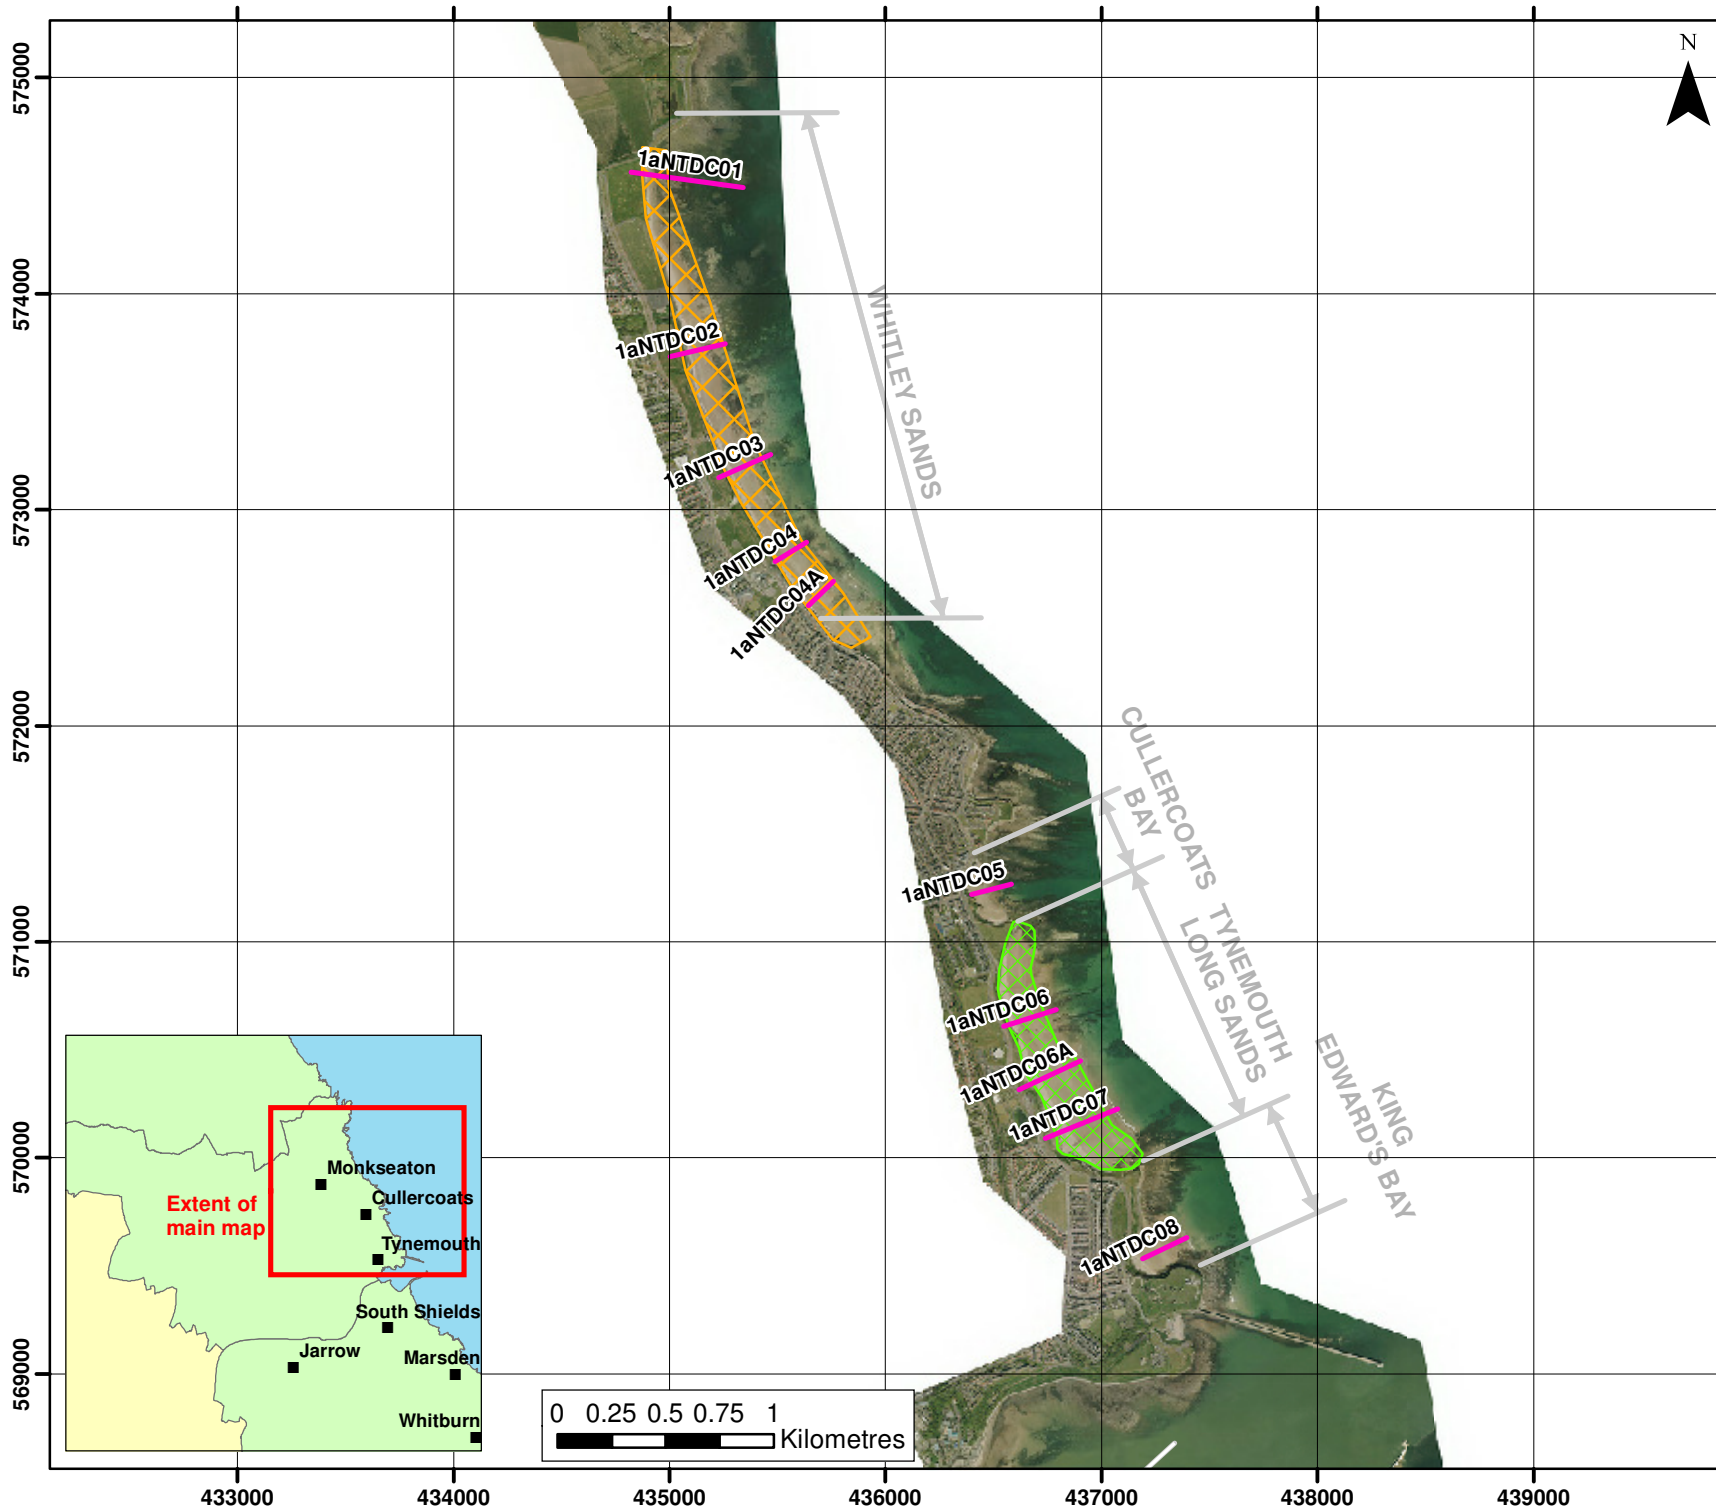 N
575000
574000
573000
572000
571000
570000
569000
1aNTDC01
1aNTDC02
1aNTDC03
1aNTDC04
1aNTDC04A
WHITLEY SANDS
CULLERCOATS
BAY
1aNTDC05
TYNEMOUTH
LONG SANDS
1aNTDC06
1aNTDC06A
1aNTDC07
KING
EDWARD'S BAY
1aNTDC08
Monkseaton
Cullercoats
Extent of
main map
Tynemouth
South Shields
Jarrow
Marsden
Whitburn
0 0.25 0.5 0.75 1
Kilometres
433000 434000 435000 436000 437000 438000 439000